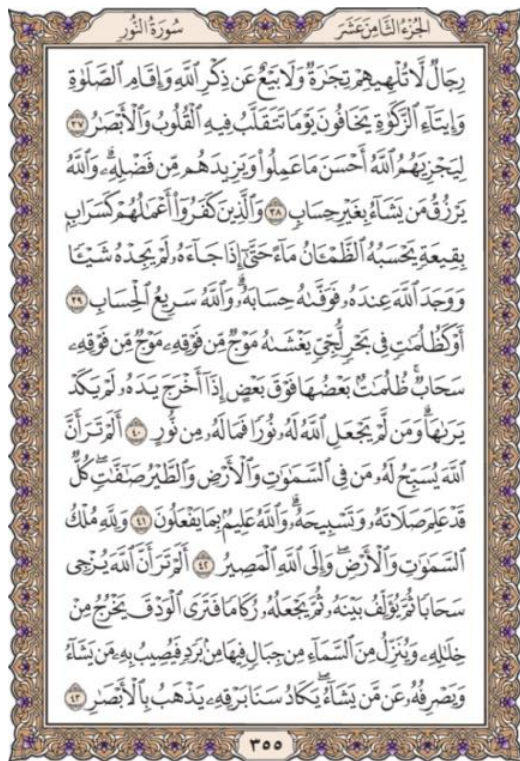 الجزء الثامن عشر
سورة النور
رِجَالٌ لَّا تُلْهِيهِمْ تِجَٰرَةٌ وَلَا بَيْعٌ عَن ذِكْرِ ٱللَّهِ وَإِقَامِ ٱلصَّلَوٰةِ
وَإِيتَآءِ ٱلزَّكَوٰةِ يَخَافُونَ يَوْمًا تَتَقَلَّبُ فِيهِ ٱلْقُلُوبُ وَٱلْأَبْصَٰرُ ٣٧
لِيَجْزِيَهُمُ ٱللَّهُ أَحْسَنَ مَا عَمِلُوا۟ وَيَزِيدَهُم مِّن فَضْلِهِۦ ۗ وَٱللَّهُ
يَرْزُقُ مَن يَشَآءُ بِغَيْرِ حِسَابٍ ٣٨ وَٱلَّذِينَ كَفَرُوٓا۟ أَعْمَٰلُهُمْ كَسَرَابٍۭ
بِقِيعَةٍ يَحْسَبُهُ ٱلظَّمْـَٔانُ مَآءً حَتَّىٰٓ إِذَا جَآءَهُۥ لَمْ يَجِدْهُ شَيْـًٔا
وَوَجَدَ ٱللَّهَ عِندَهُۥ فَوَفَّىٰهُ حِسَابَهُۥ ۗ وَٱللَّهُ سَرِيعُ ٱلْحِسَابِ ٣٩
أَوْ كَظُلُمَٰتٍ فِى بَحْرٍ لُّجِّىٍّ يَغْشَىٰهُ مَوْجٌ مِّن فَوْقِهِۦ مَوْجٌ مِّن فَوْقِهِۦ
سَحَابٌ ۚ ظُلُمَٰتٌۢ بَعْضُهَا فَوْقَ بَعْضٍ إِذَآ أَخْرَجَ يَدَهُۥ لَمْ يَكَدْ
يَرَىٰهَا ۗ وَمَن لَّمْ يَجْعَلِ ٱللَّهُ لَهُۥ نُورًا فَمَا لَهُۥ مِن نُّورٍ ٤٠ أَلَمْ تَرَ أَنَّ
ٱللَّهَ يُسَبِّحُ لَهُۥ مَن فِى ٱلسَّمَٰوَٰتِ وَٱلْأَرْضِ وَٱلطَّيْرُ صَٰٓفَّٰتٍ ۖ كُلٌّ
قَدْ عَلِمَ صَلَاتَهُۥ وَتَسْبِيحَهُۥ ۗ وَٱللَّهُ عَلِيمٌۢ بِمَا يَفْعَلُونَ ٤١ وَلِلَّهِ مُلْكُ
ٱلسَّمَٰوَٰتِ وَٱلْأَرْضِ ۖ وَإِلَى ٱللَّهِ ٱلْمَصِيرُ ٤٢ أَلَمْ تَرَ أَنَّ ٱللَّهَ يُزْجِى
سَحَابًا ثُمَّ يُؤَلِّفُ بَيْنَهُۥ ثُمَّ يَجْعَلُهُۥ رُكَامًا فَتَرَى ٱلْوَدْقَ يَخْرُجُ مِنْ
خِلَٰلِهِۦ وَيُنَزِّلُ مِنَ ٱلسَّمَآءِ مِن جِبَالٍ فِيهَا مِنۢ بَرَدٍ فَيُصِيبُ بِهِۦ مَن يَشَآءُ
وَيَصْرِفُهُۥ عَن مَّن يَشَآءُ ۖ يَكَادُ سَنَا بَرْقِهِۦ يَذْهَبُ بِٱلْأَبْصَٰرِ ٤٣
٣٥٥